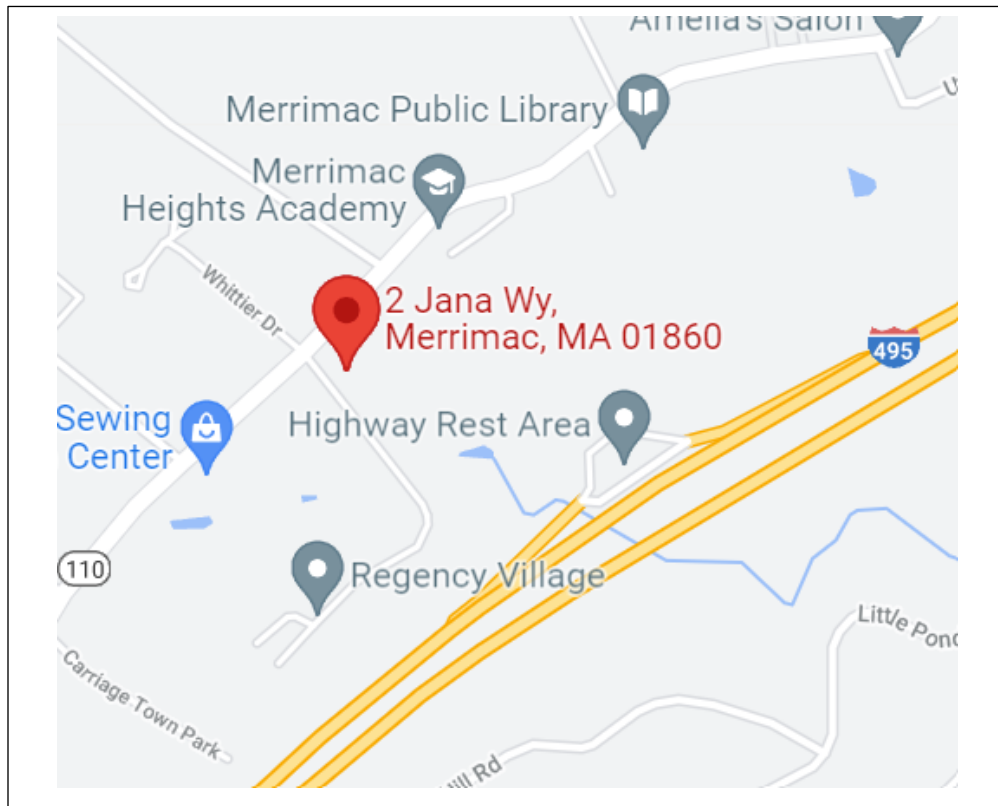 Amelia's Salon
Merrimac Public Library
Merrimac
Heights Academy
Whittier Dr
2 Jana Wy,
Merrimac, MA 01860
495
Sewing
Center
Highway Rest Area
110
Regency Village
Little Pond
Carriage Town Park
Hill Rd